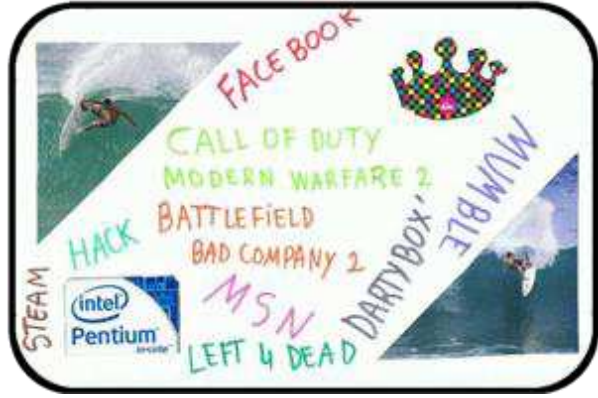 FACEBOOK
CALL OF DUTY
MODERN WARFARE 2
BATTLEFIELD
BAD COMPANY 2
HACK
MSN
DARTYBOX'
MUMBLE
STEAM
intel
Pentium
LEFT 4 DEAD